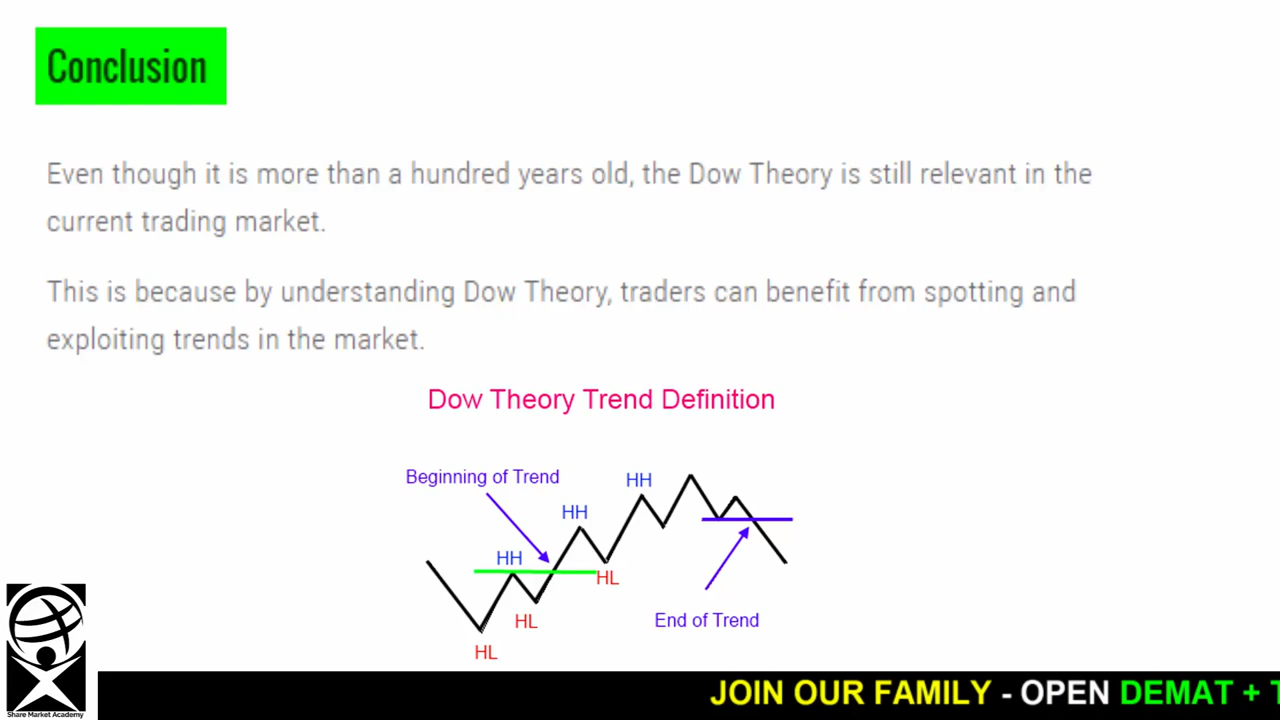 Conclusion
Even though it is more than a hundred years old, the Dow Theory is still relevant in the
current trading market.
This is because by understanding Dow Theory, traders can benefit from spotting and
exploiting trends in the market.
Dow Theory Trend Definition
Beginning of Trend
HH
HH
HH
HL
HL
HL
End of Trend
Share Market Academy
JOIN OUR FAMILY - OPEN DEMAT + T